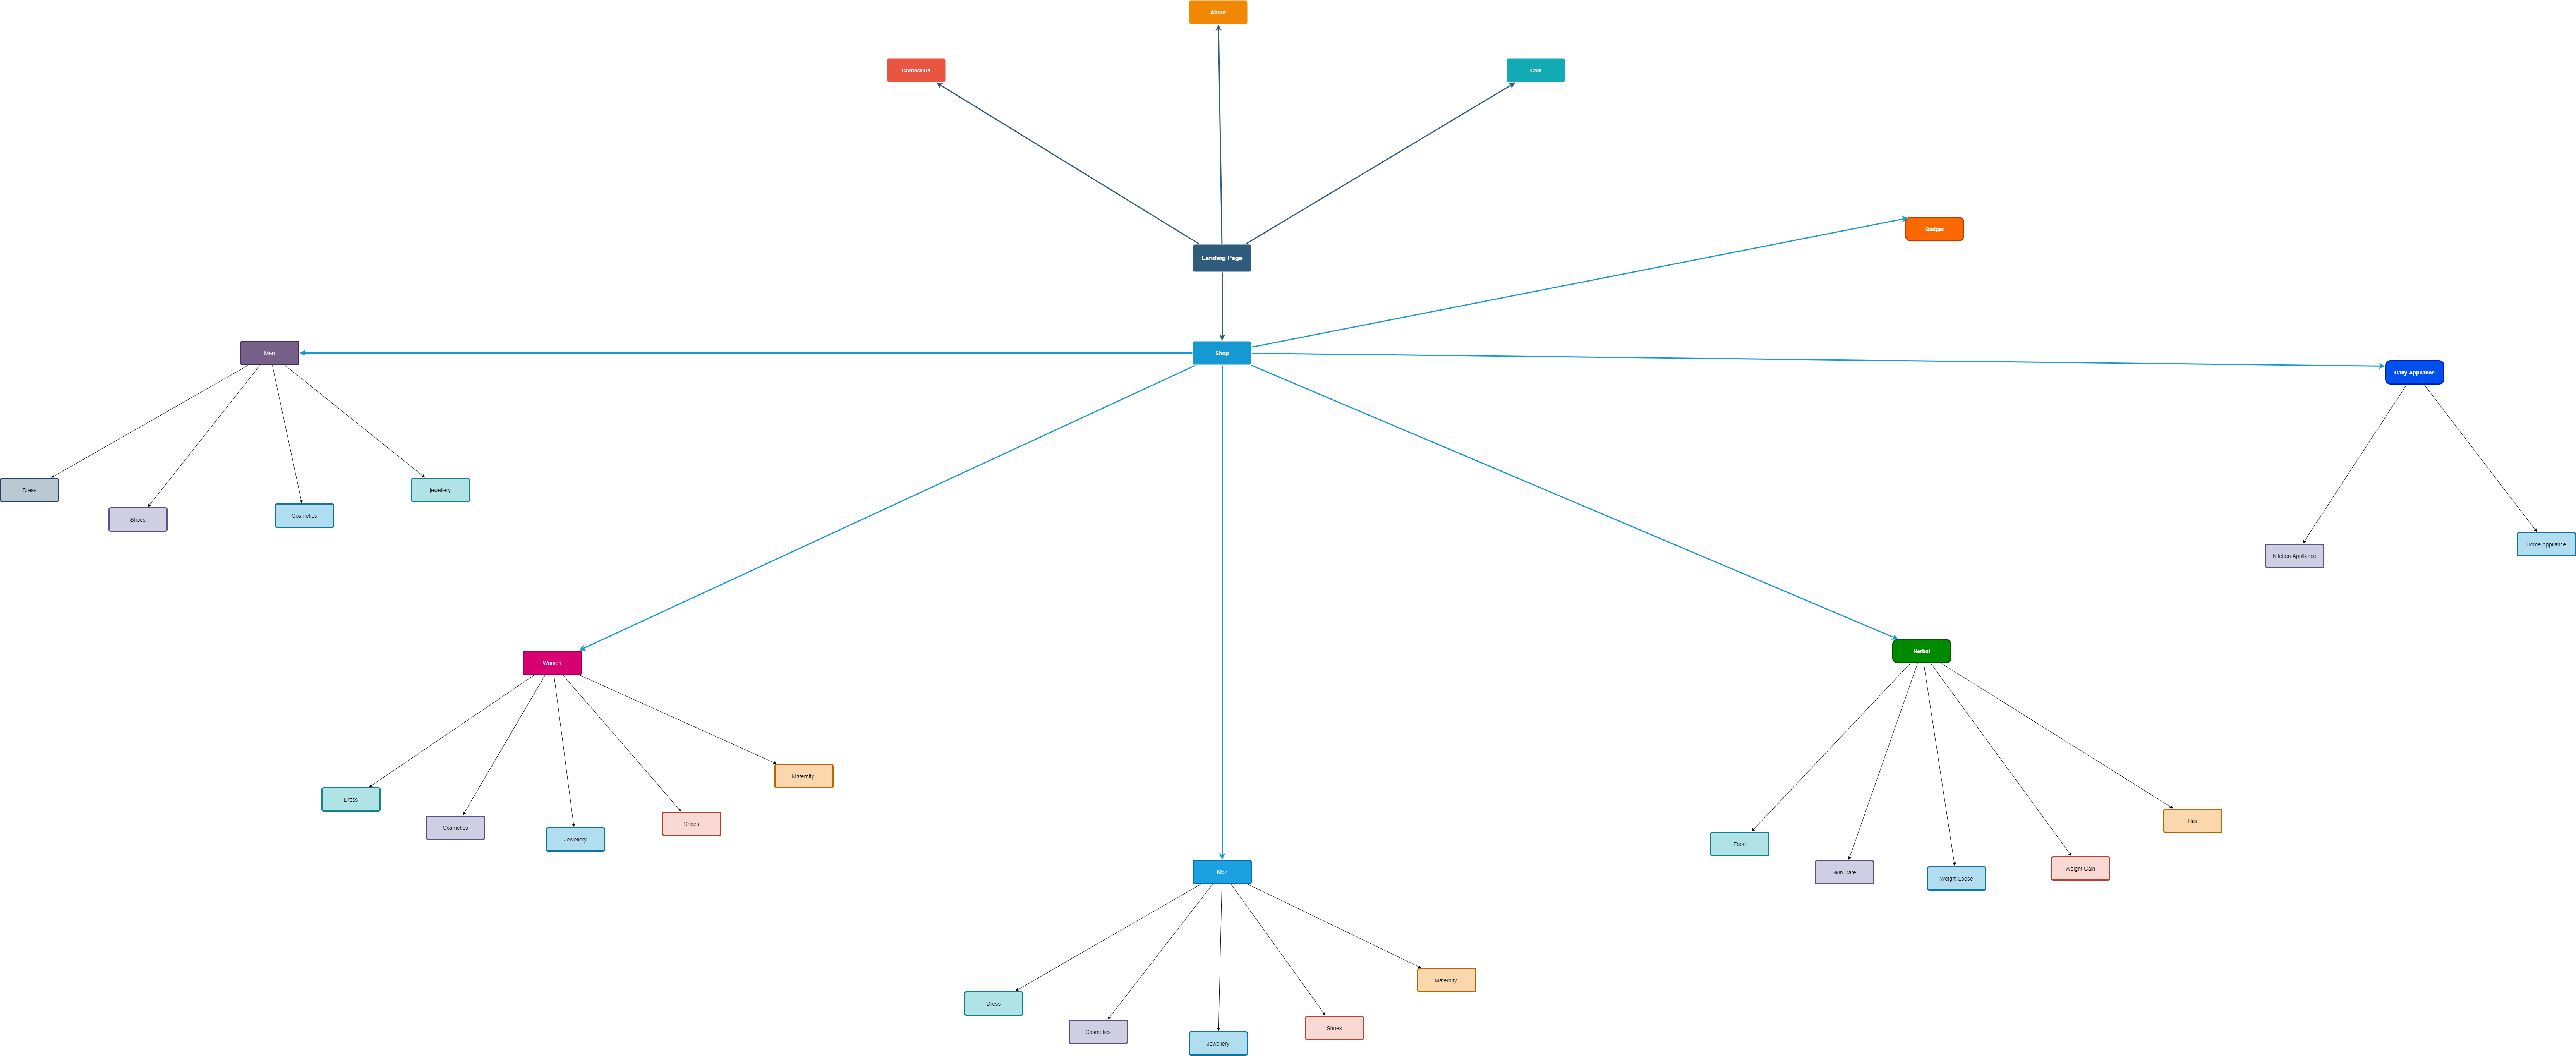 About
Contact Us
Cart
Gadget
Landing Page
Men
Shop
Daily Appliance
Dress
Shoes
Cosmetics
jewellery
Kitchen Appliance
Home Appliance
Women
Herbal
Dress
Cosmetics
Jewellery
Shoes
Maternity
Food
Skin Care
Weight Loose
Weight Gain
Hair
Kidz
Dress
Cosmetics
Jewellery
Shoes
Maternity